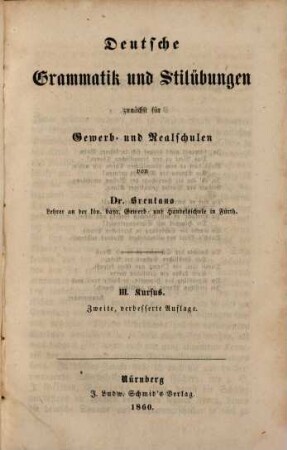 Deutsche
Grammatik und Stilübungen
zunächst für
Gewerb- und Realschulen
von
Dr. Brentano
Lehrer an der kön. bayr. Gewerb- und Handelsschule in Fürth.
III. Kursus.
Zweite, verbesserte Auflage.
Nürnberg
J. Ludw. Schmid's Verlag
1860.